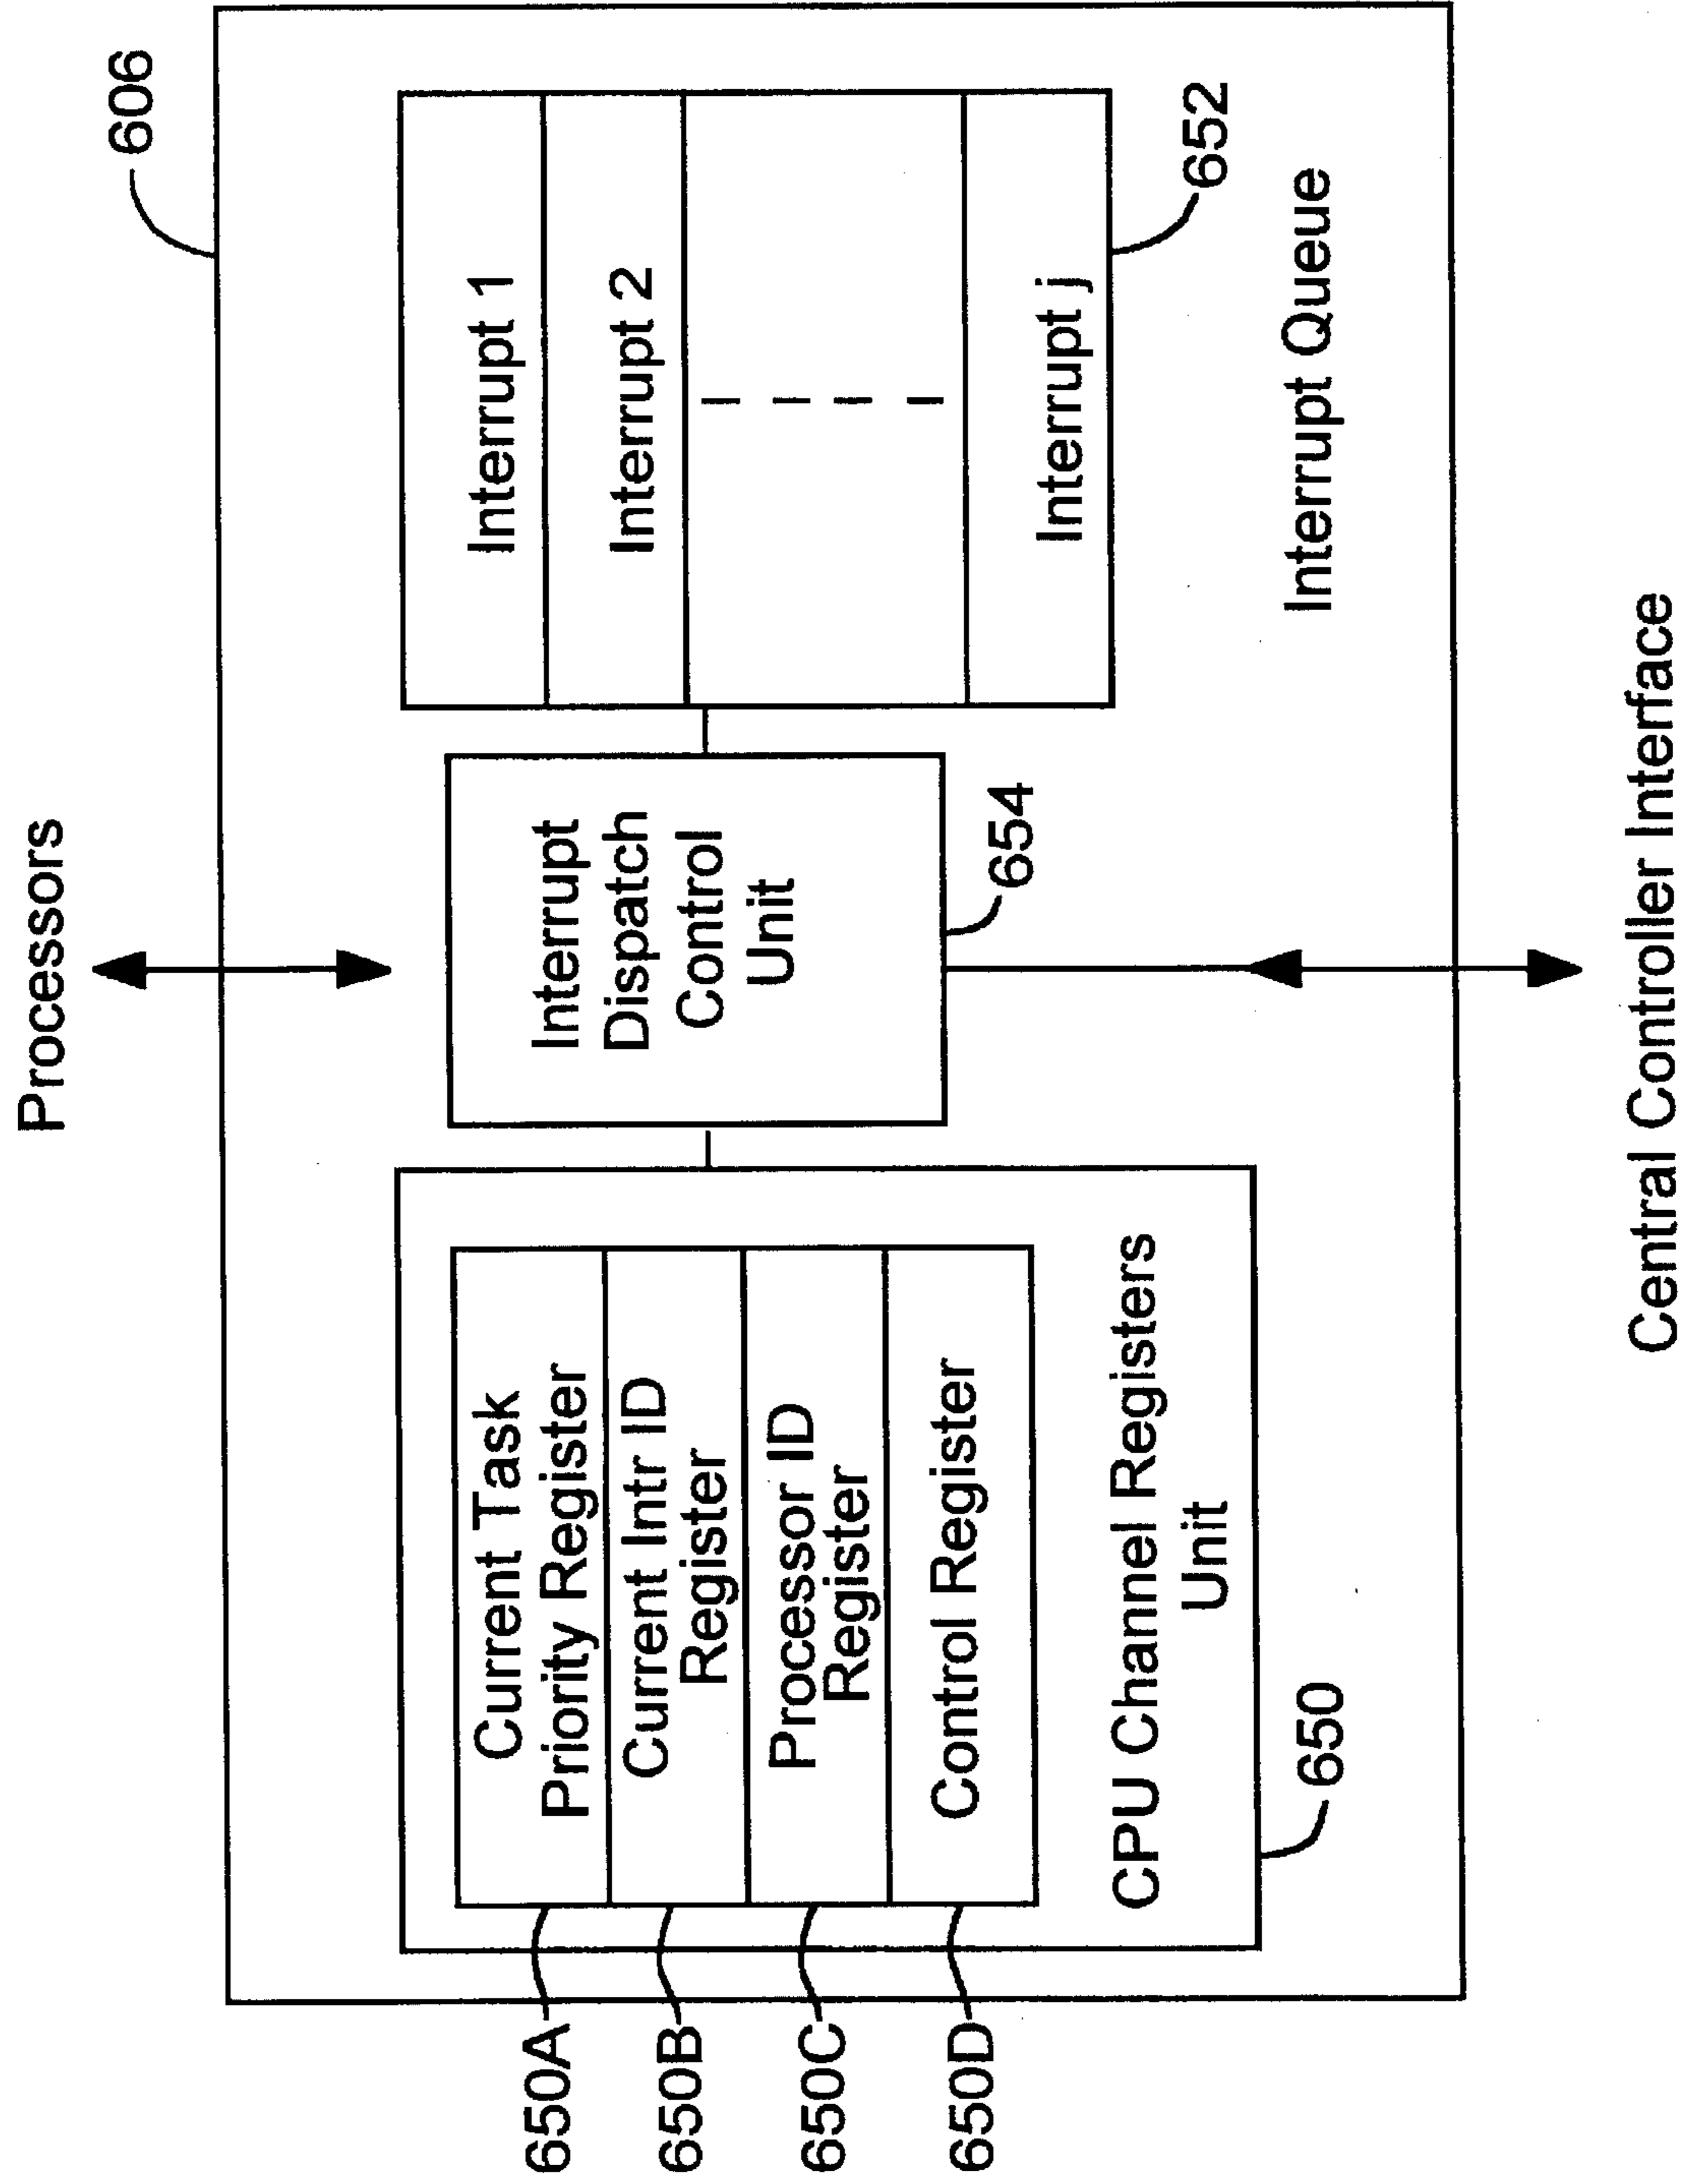 Processors
606
650A
650B
650C
650D
Current Task
Priority Register
Current Intr ID
Register
Processor ID
Register
Control Register
CPU Channel Registers
Unit
650
Interrupt
Dispatch
Control
Unit
654
Interrupt 1
Interrupt 2
Interrupt j
652
Interrupt Queue
Central Controller Interface